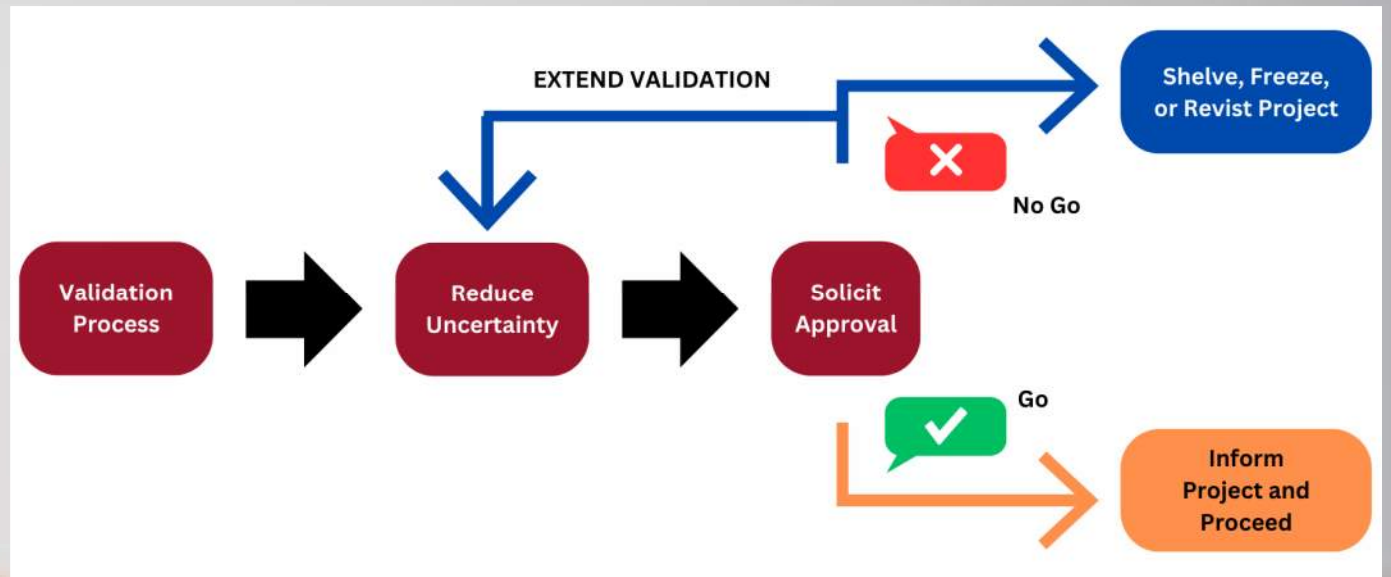 EXTEND VALIDATION
Shelve, Freeze,
or Revist Project
No Go
Validation
Process
Reduce
Uncertainty
Solicit
Approval
Go
Inform
Project and
Proceed